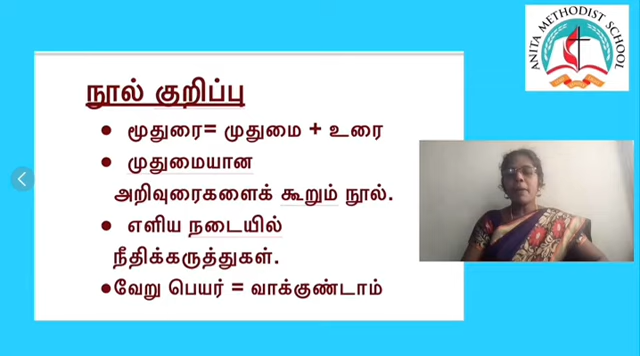 ANITA METHODIST SCHOOL
நூல் குறிப்பு
● மூதுரை= முதுமை + உரை
● முதுமையான
அறிவுரைகளைக் கூறும் நூல்.
● எளிய நடையில்
நீதிக்கருத்துகள்.
●வேறு பெயர் = வாக்குண்டாம்